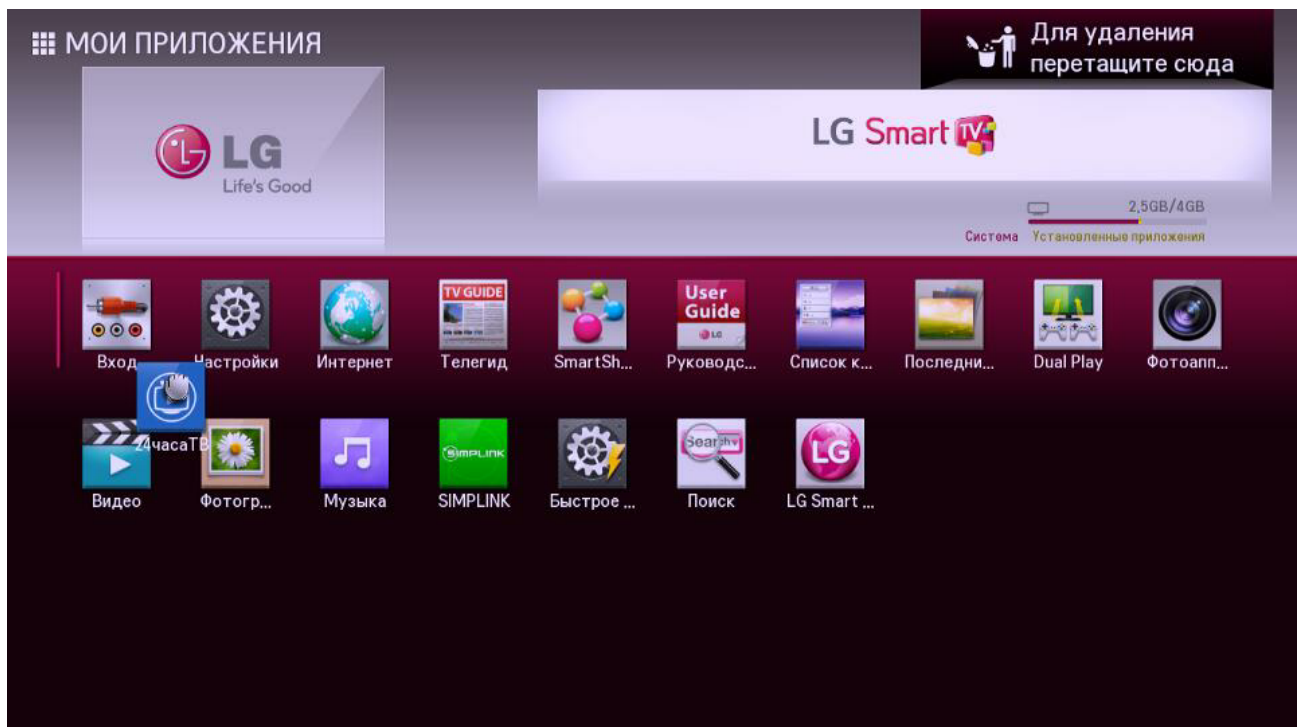 МОИ ПРИЛОЖЕНИЯ
Для удаления
перетащите сюда
LG
Life's Good
LG Smart TV
2,5GB/4GB
Система Установленные приложения
TV GUIDE
User
Guide
LG
Вход
Настройки
Интернет
Телегид
SmartSh...
Руководс...
Список к...
Последни...
Dual Play
Фотоапп...
24часаТВ
SIMPLINK
Search
LG
Видео
Фотогр...
Музыка
SIMPLINK
Быстрое ...
Поиск
LG Smart ...